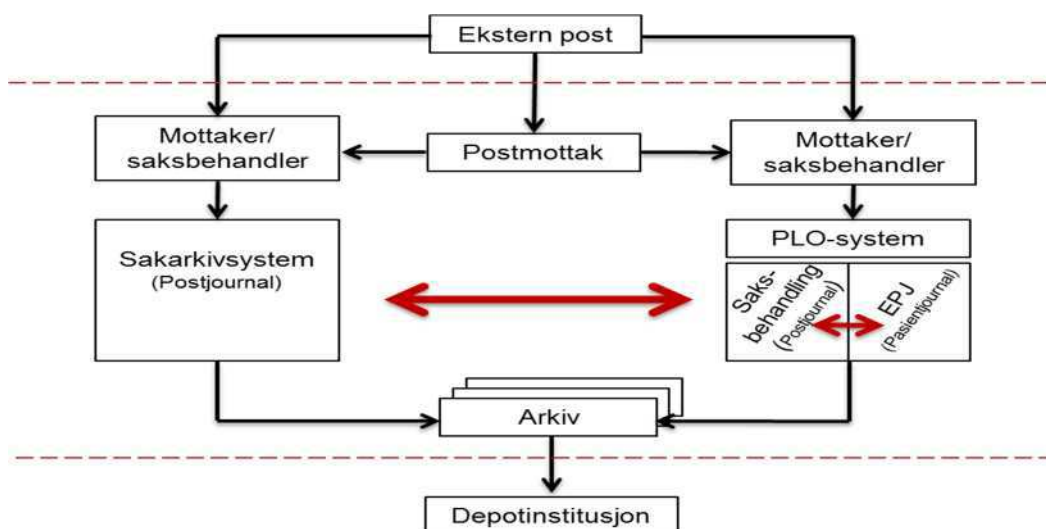 Ekstern post
Mottaker/
saksbehandler
Postmottak
Mottaker/
saksbehandler
Sakarkivsystem
(Postjournal)
PLO-system
Saks-
behandling
(Postjournal)
EPJ
(Pasientjournal)
Arkiv
Depotinstitusjon